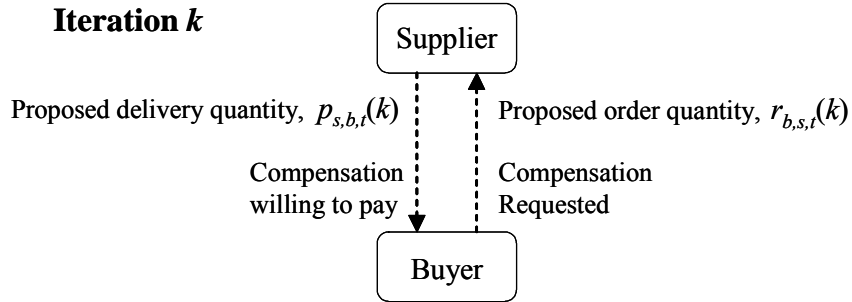 Iteration k
Supplier
Proposed delivery quantity, p_{s,b,t}(k)
Proposed order quantity, r_{b,s,t}(k)
Compensation
willing to pay
Compensation
Requested
Buyer